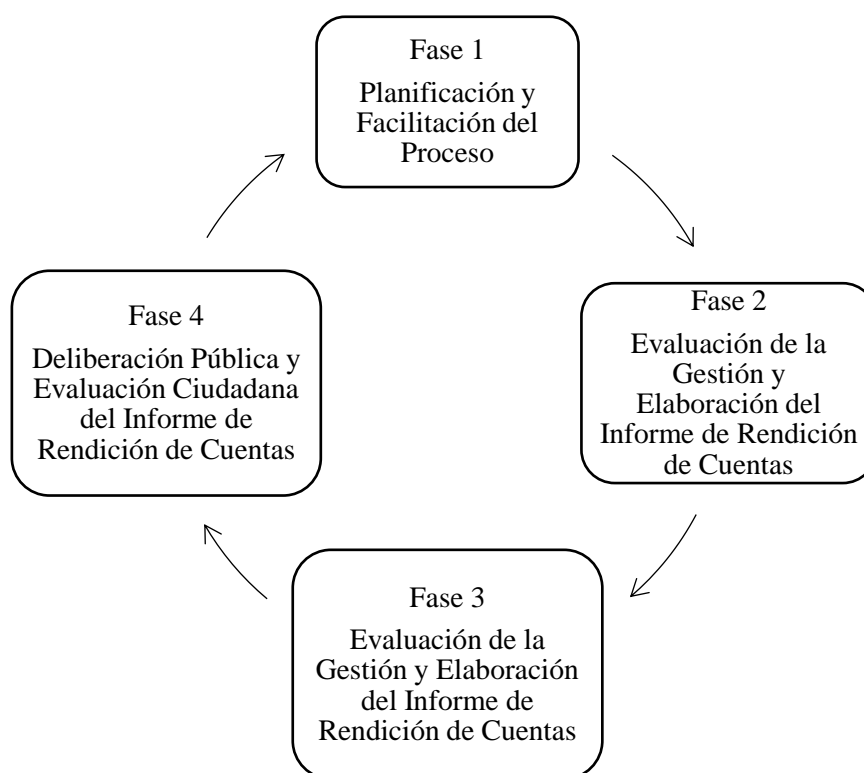 Fase 1
Planificación y
Facilitación del
Proceso
Fase 2
Evaluación de la
Gestión y
Elaboración del
Informe de Rendición
de Cuentas
Fase 3
Evaluación de la
Gestión y Elaboración
del Informe de
Rendición de Cuentas
Fase 4
Deliberación Pública y
Evaluación Ciudadana
del Informe de
Rendición de Cuentas